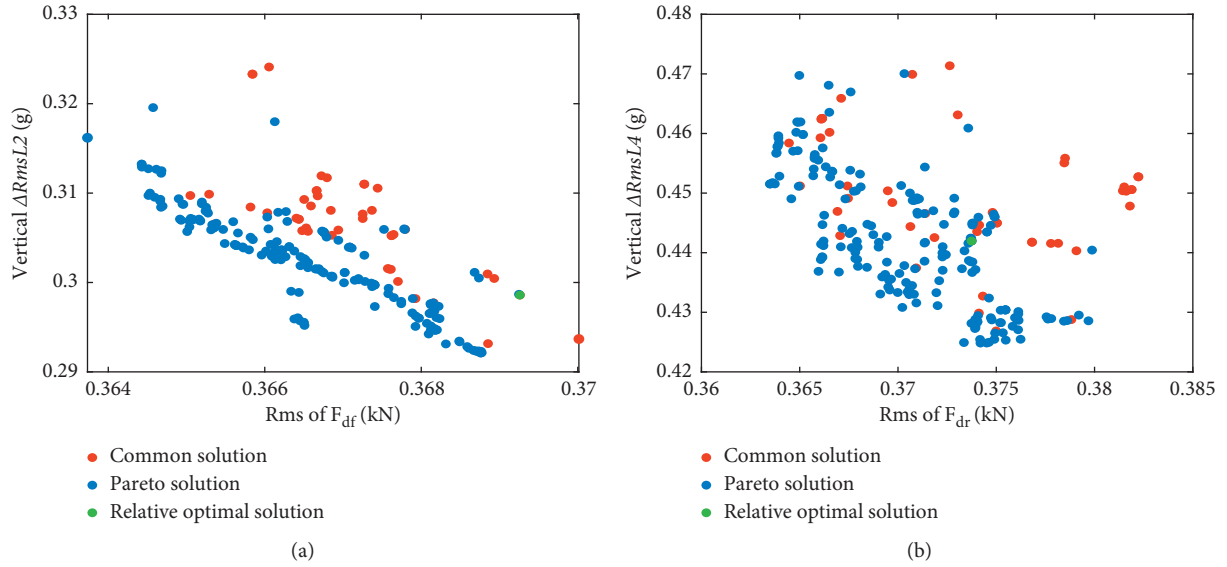 0.33
0.32
0.31
0.3
0.29
Vertical ΔRmsL2 (g)
0.364
0.366
0.368
0.37
Rms of F_df (kN)
Common solution
Pareto solution
Relative optimal solution
(a)
0.48
0.47
0.46
0.45
0.44
0.43
0.42
Vertical ΔRmsL4 (g)
0.36
0.365
0.37
0.375
0.38
0.385
Rms of F_dr (kN)
Common solution
Pareto solution
Relative optimal solution
(b)